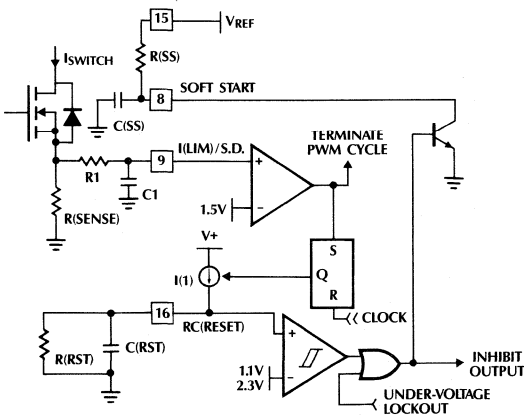 15
VREF
ISWITCH
R(SS)
8
SOFT START
C(SS)
TERMINATE
PWM CYCLE
9
I(LIM)/S.D.
+
R1
C1
1.5V
−
R(SENSE)
V+
S
Q
R
I(1)
CLOCK
16
RC(RESET)
+
R(RST)
C(RST)
1.1V
2.3V
−
INHIBIT
OUTPUT
UNDER-VOLTAGE
LOCKOUT